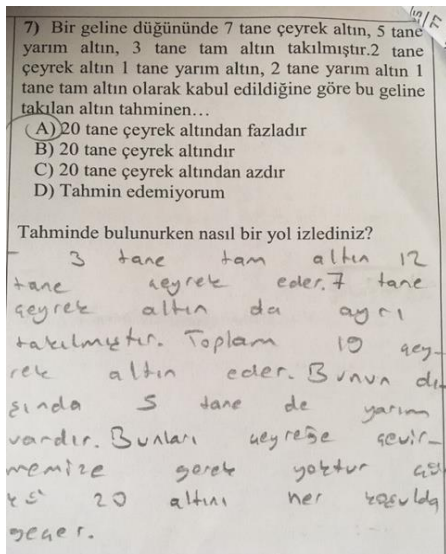 7) Bir geline düğününde 7 tane çeyrek altın, 5 tane
yarım altın, 3 tane tam altın takılmıştır.2 tane
çeyrek altın 1 tane yarım altın, 2 tane yarım altın 1
tane tam altın olarak kabul edildiğine göre bu geline
takılan altın tahminen…
A) 20 tane çeyrek altından fazladır
B) 20 tane çeyrek altındır
C) 20 tane çeyrek altından azdır
D) Tahmin edemiyorum
Tahminde bulunurken nasıl bir yol izlediniz?
3 tane tam altın 12
tane çeyrek eder. 7 tane
çeyrek altın da ayrı
takılmıştır. Toplam 19 çey-
rek altın eder. Bunun dı-
şında 5 tane de yarım
vardır. Bunları çeyreğe çevir-
memize gerek yoktur
20 altını her koşulda
geçer.